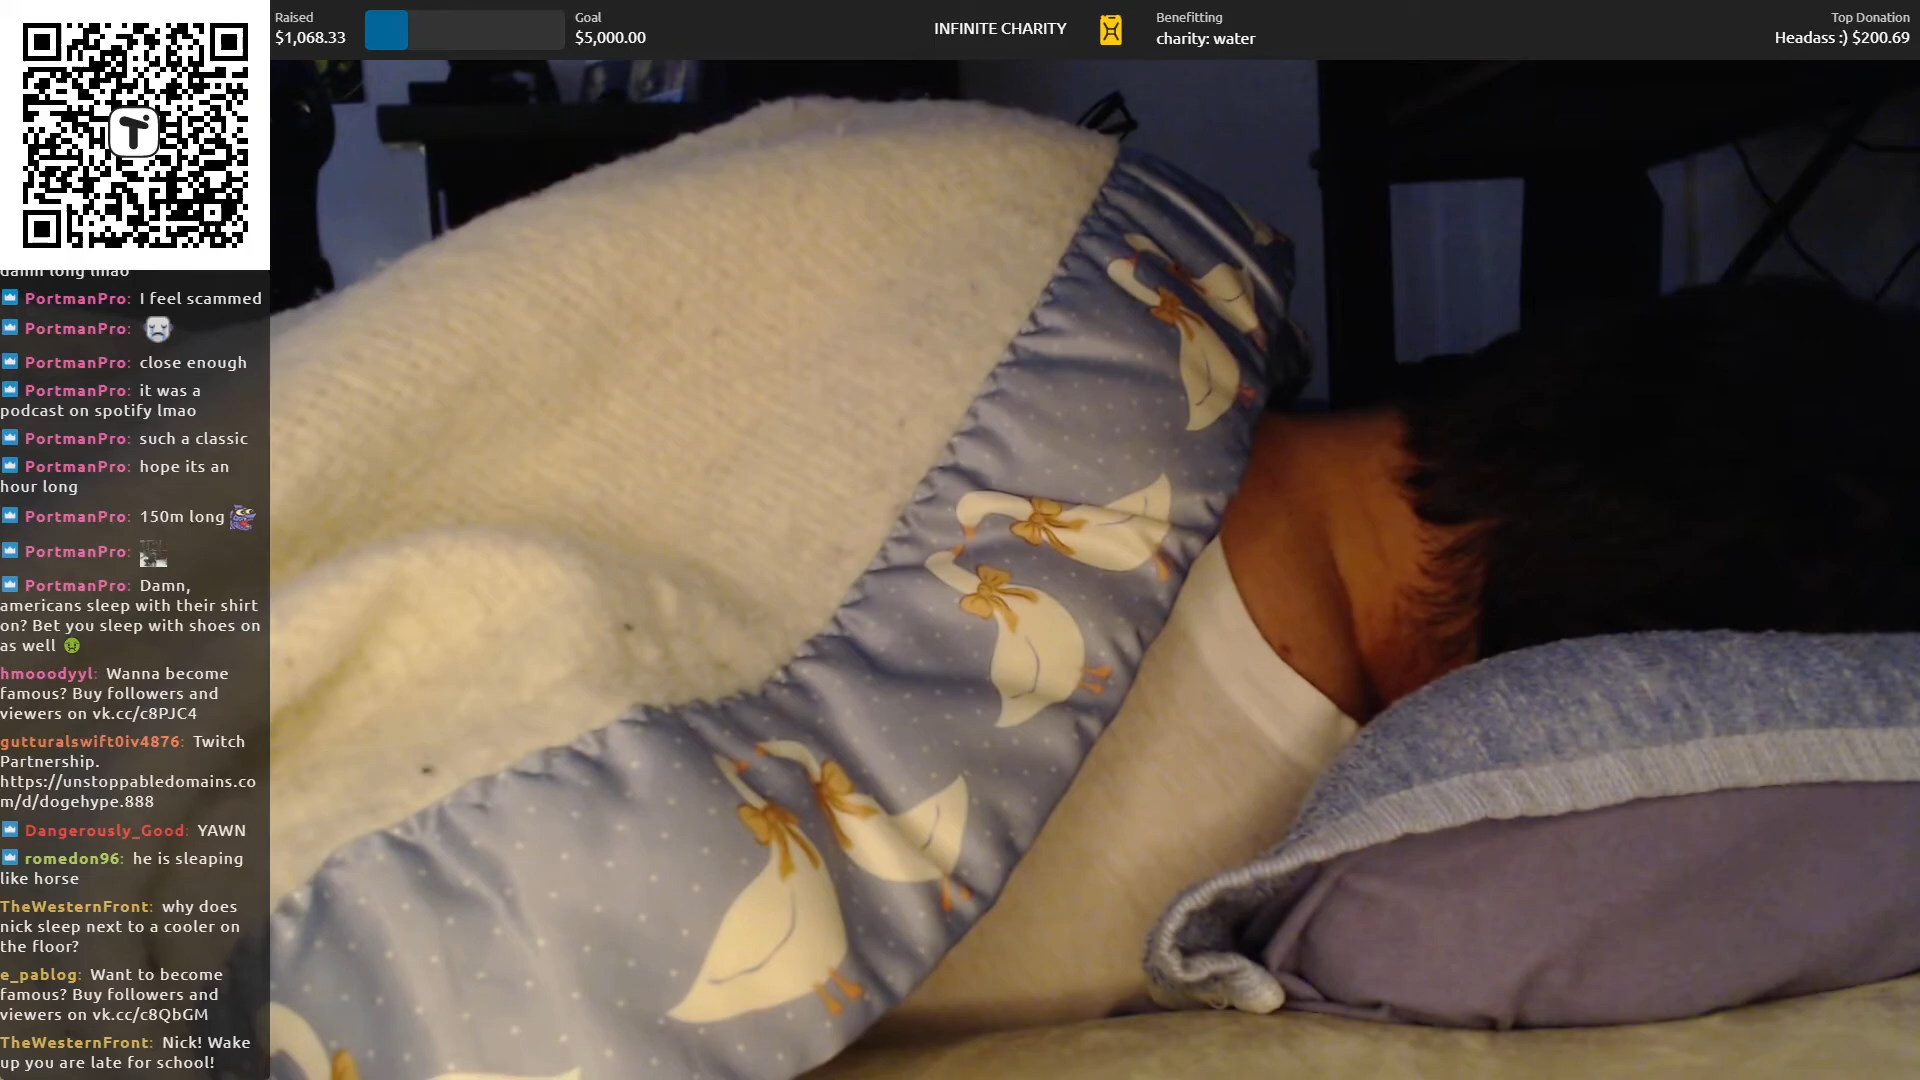 Raised
$1,068.33
Goal
$5,000.00
INFINITE CHARITY
Benefitting
charity: water
Top Donation
Headass :) $200.69
T
damn long lmao
PortmanPro: I feel scammed
PortmanPro:
PortmanPro: close enough
PortmanPro: it was a
podcast on spotify lmao
PortmanPro: such a classic
PortmanPro: hope its an
hour long
PortmanPro: 150m long
PortmanPro:
PortmanPro: Damn,
americans sleep with their shirt
on? Bet you sleep with shoes on
as well
hmooodyyl: Wanna become
famous? Buy followers and
viewers on vk.cc/c8PJC4
gutturalswift0iv4876: Twitch
Partnership.
https://unstoppabledomains.co
m/d/dogehype.888
Dangerously_Good: YAWN
romedon96: he is sleaping
like horse
TheWesternFront: why does
nick sleep next to a cooler on
the floor?
e_pablog: Want to become
famous? Buy followers and
viewers on vk.cc/c8QbGM
TheWesternFront: Nick! Wake
up you are late for school!